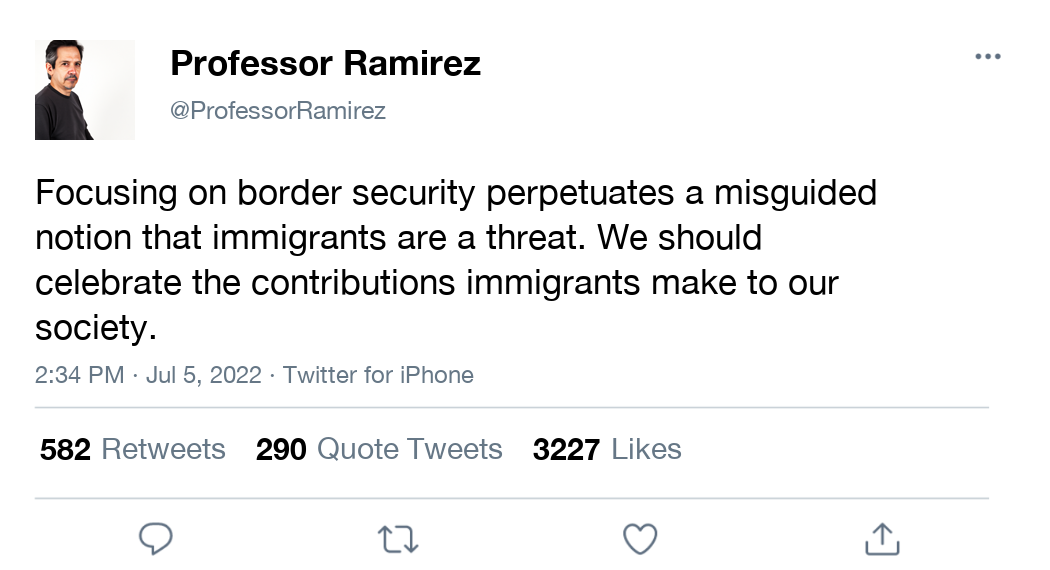 Professor Ramirez
@ProfessorRamirez
Focusing on border security perpetuates a misguided
notion that immigrants are a threat. We should
celebrate the contributions immigrants make to our
society.
2:34 PM · Jul 5, 2022 · Twitter for iPhone
582 Retweets 290 Quote Tweets 3227 Likes